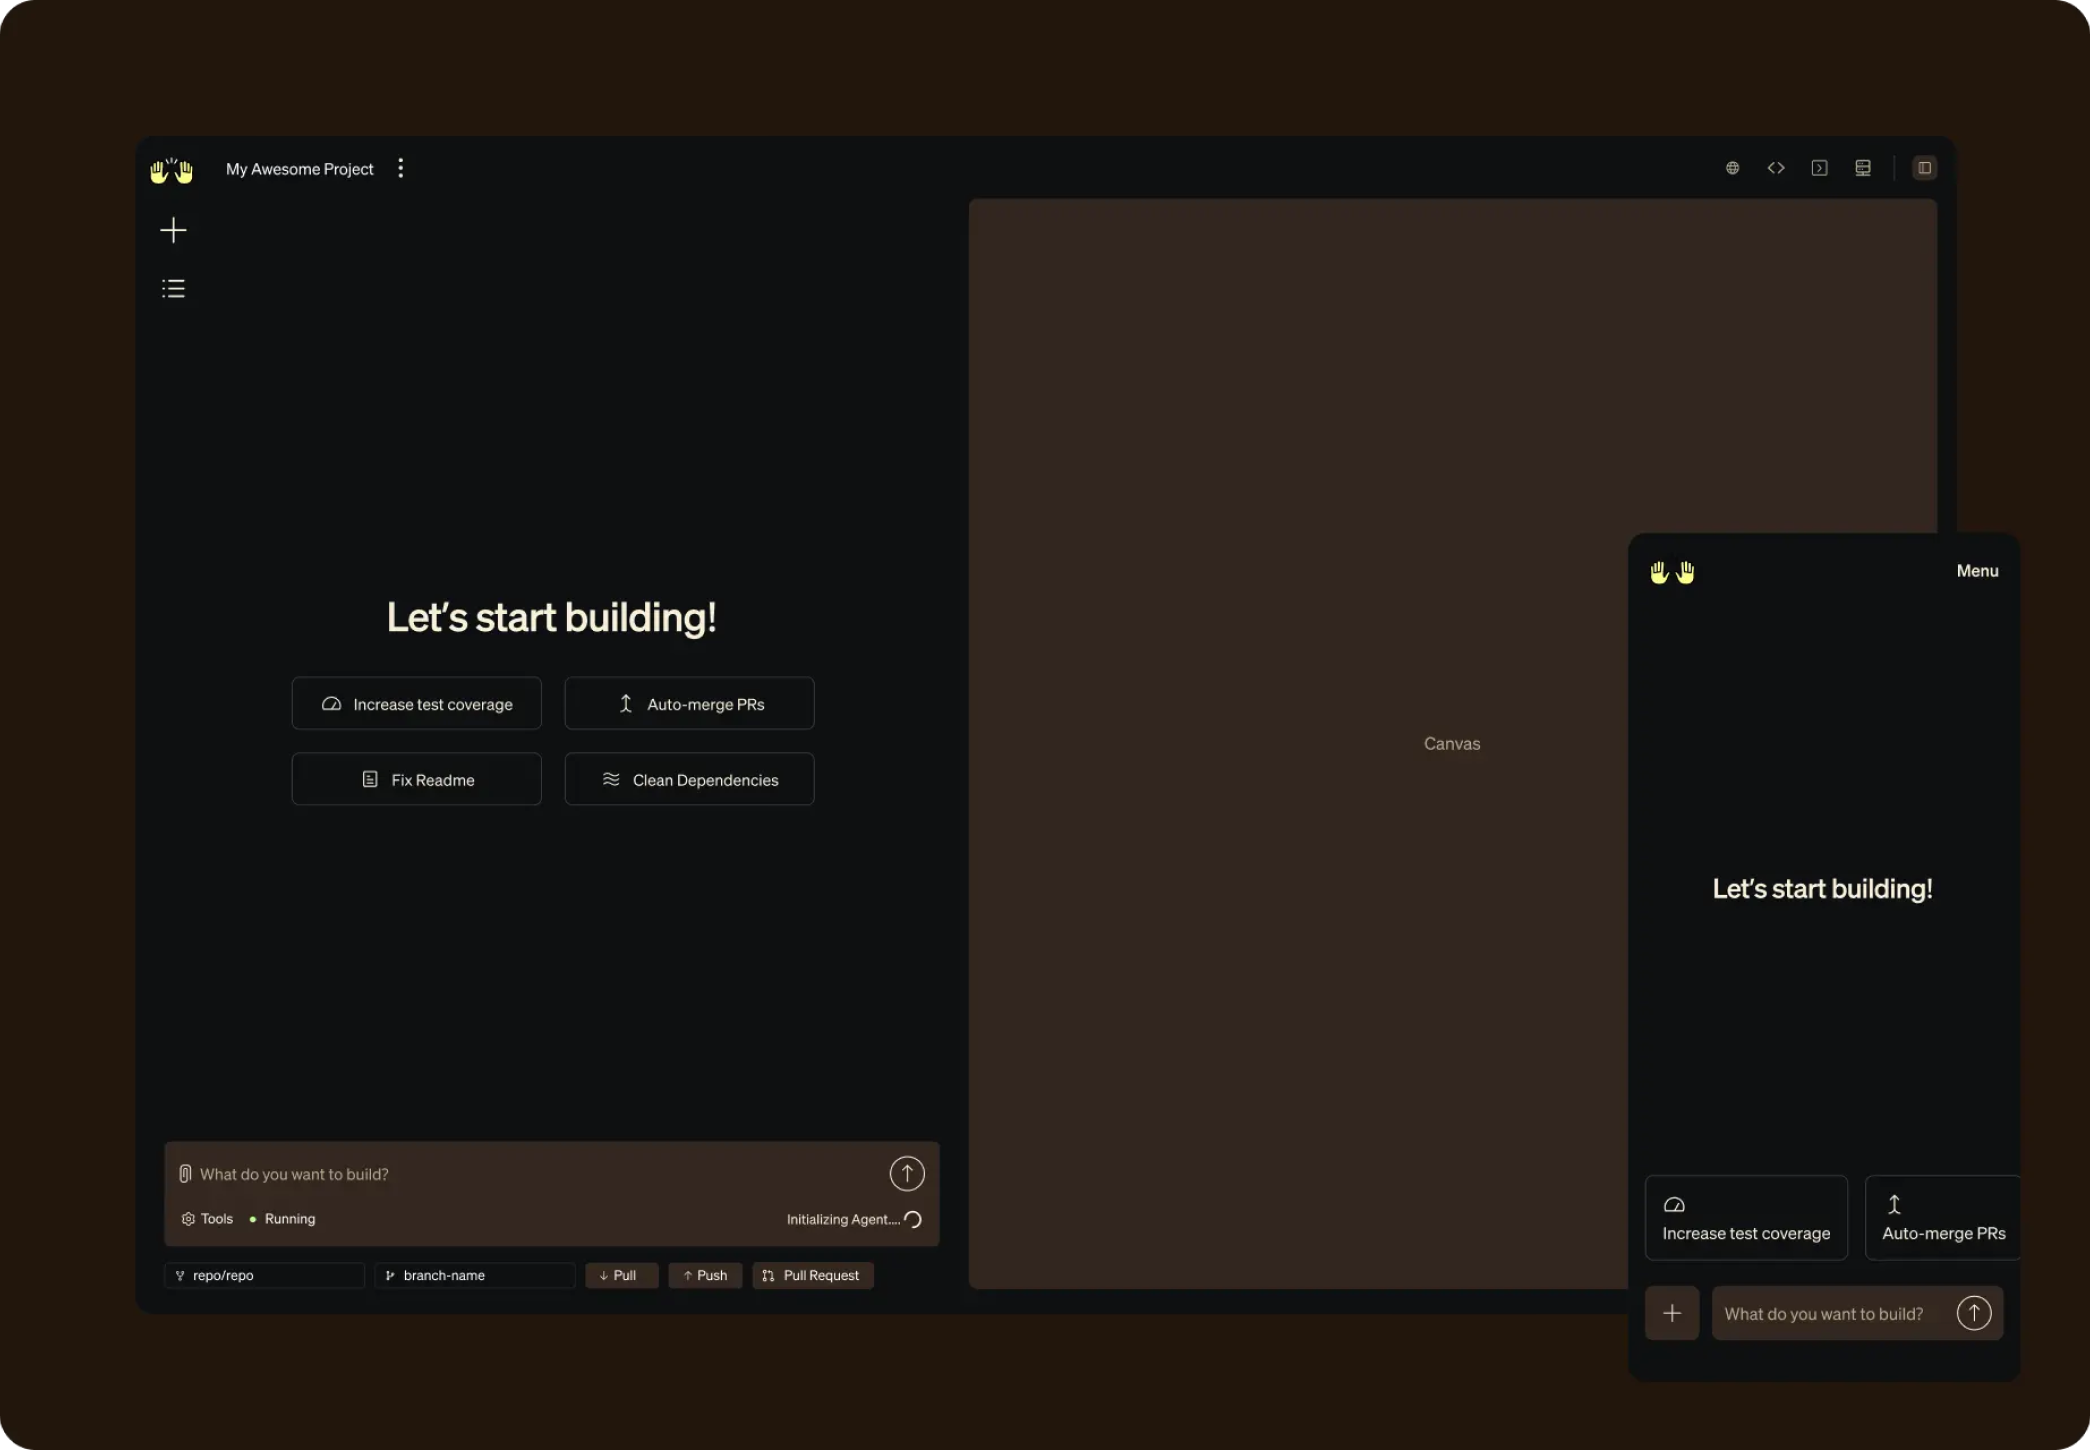 My Awesome Project
Let's start building!
Increase test coverage
Auto-merge PRs
Fix Readme
Clean Dependencies
What do you want to build?
Tools
Running
Initializing Agent....
repo/repo
branch-name
Pull
Push
Pull Request
Canvas
Menu
Let's start building!
Increase test coverage
Auto-merge PRs
What do you want to build?